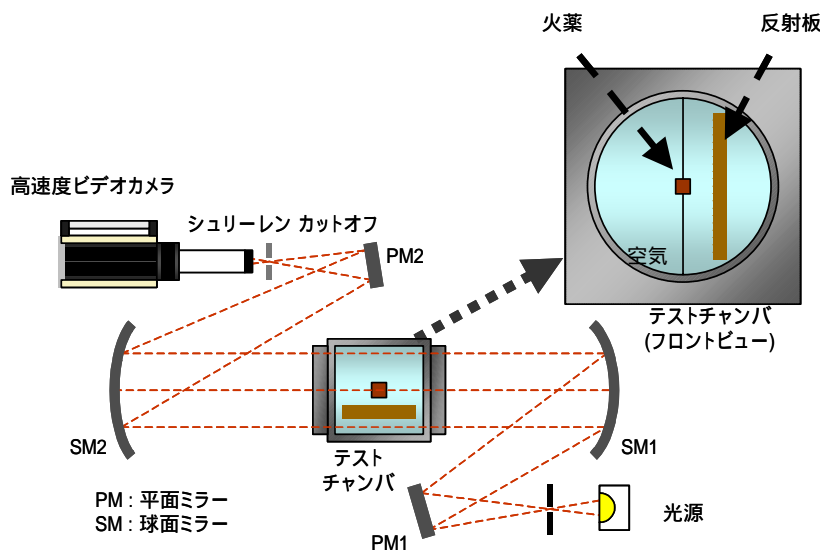 火薬
反射板
高速度ビデオカメラ
シュリーレン カットオフ
PM2
空気
テストチャンバ
(フロントビュー)
SM2
SM1
テスト
チャンバ
PM : 平面ミラー
SM : 球面ミラー
光源
PM1